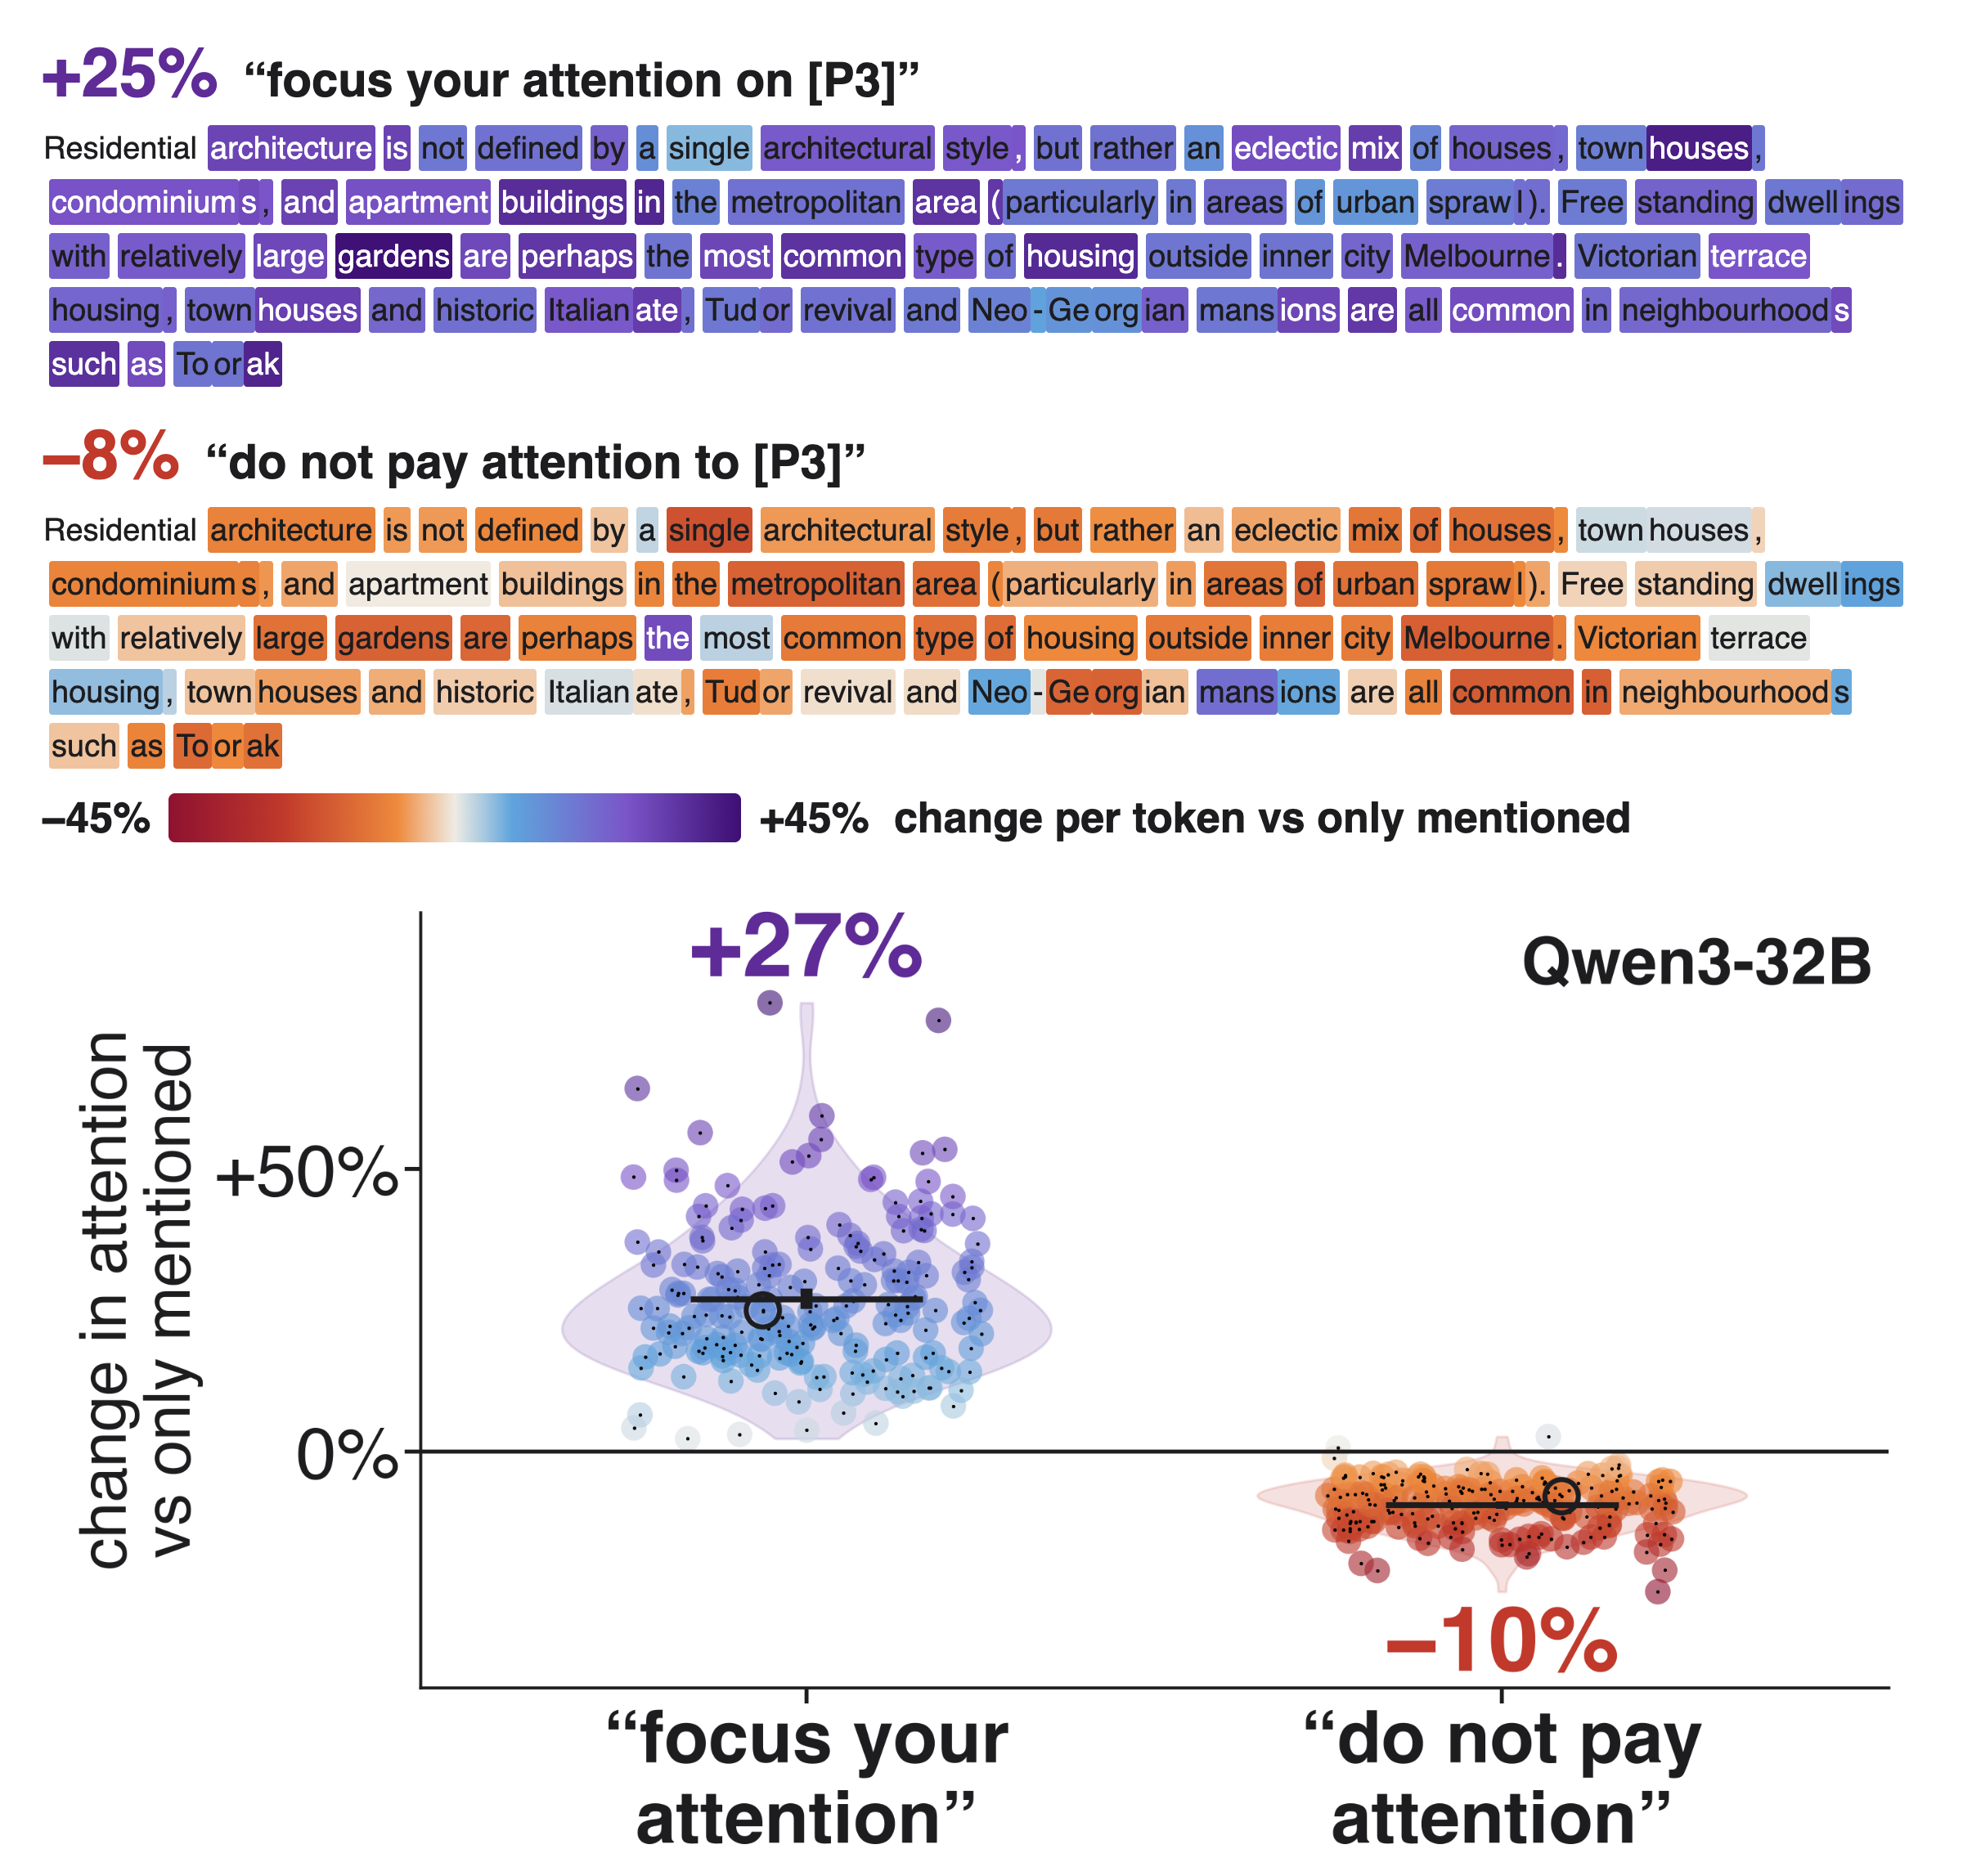 +25% “focus your attention on [P3]”
Residential architecture is not defined by a single architectural style, but rather an eclectic mix of houses, townhouses,
condominiums, and apartment buildings in the metropolitan area (particularly in areas of urban sprawl). Free standing dwellings
with relatively large gardens are perhaps the most common type of housing outside inner city Melbourne. Victorian terrace
housing, townhouses and historic Italianate, Tudor revival and Neo-Georgian mansions are all common in neighbourhoods
such as Toorak
–8% “do not pay attention to [P3]”
Residential architecture is not defined by a single architectural style, but rather an eclectic mix of houses, townhouses,
condominiums, and apartment buildings in the metropolitan area (particularly in areas of urban sprawl). Free standing dwellings
with relatively large gardens are perhaps the most common type of housing outside inner city Melbourne. Victorian terrace
housing, townhouses and historic Italianate, Tudor revival and Neo-Georgian mansions are all common in neighbourhoods
such as Toorak
–45% +45% change per token vs only mentioned
+27%
Qwen3-32B
change in attention
vs only mentioned
+50%
0%
–10%
“focus your
attention”
“do not pay
attention”